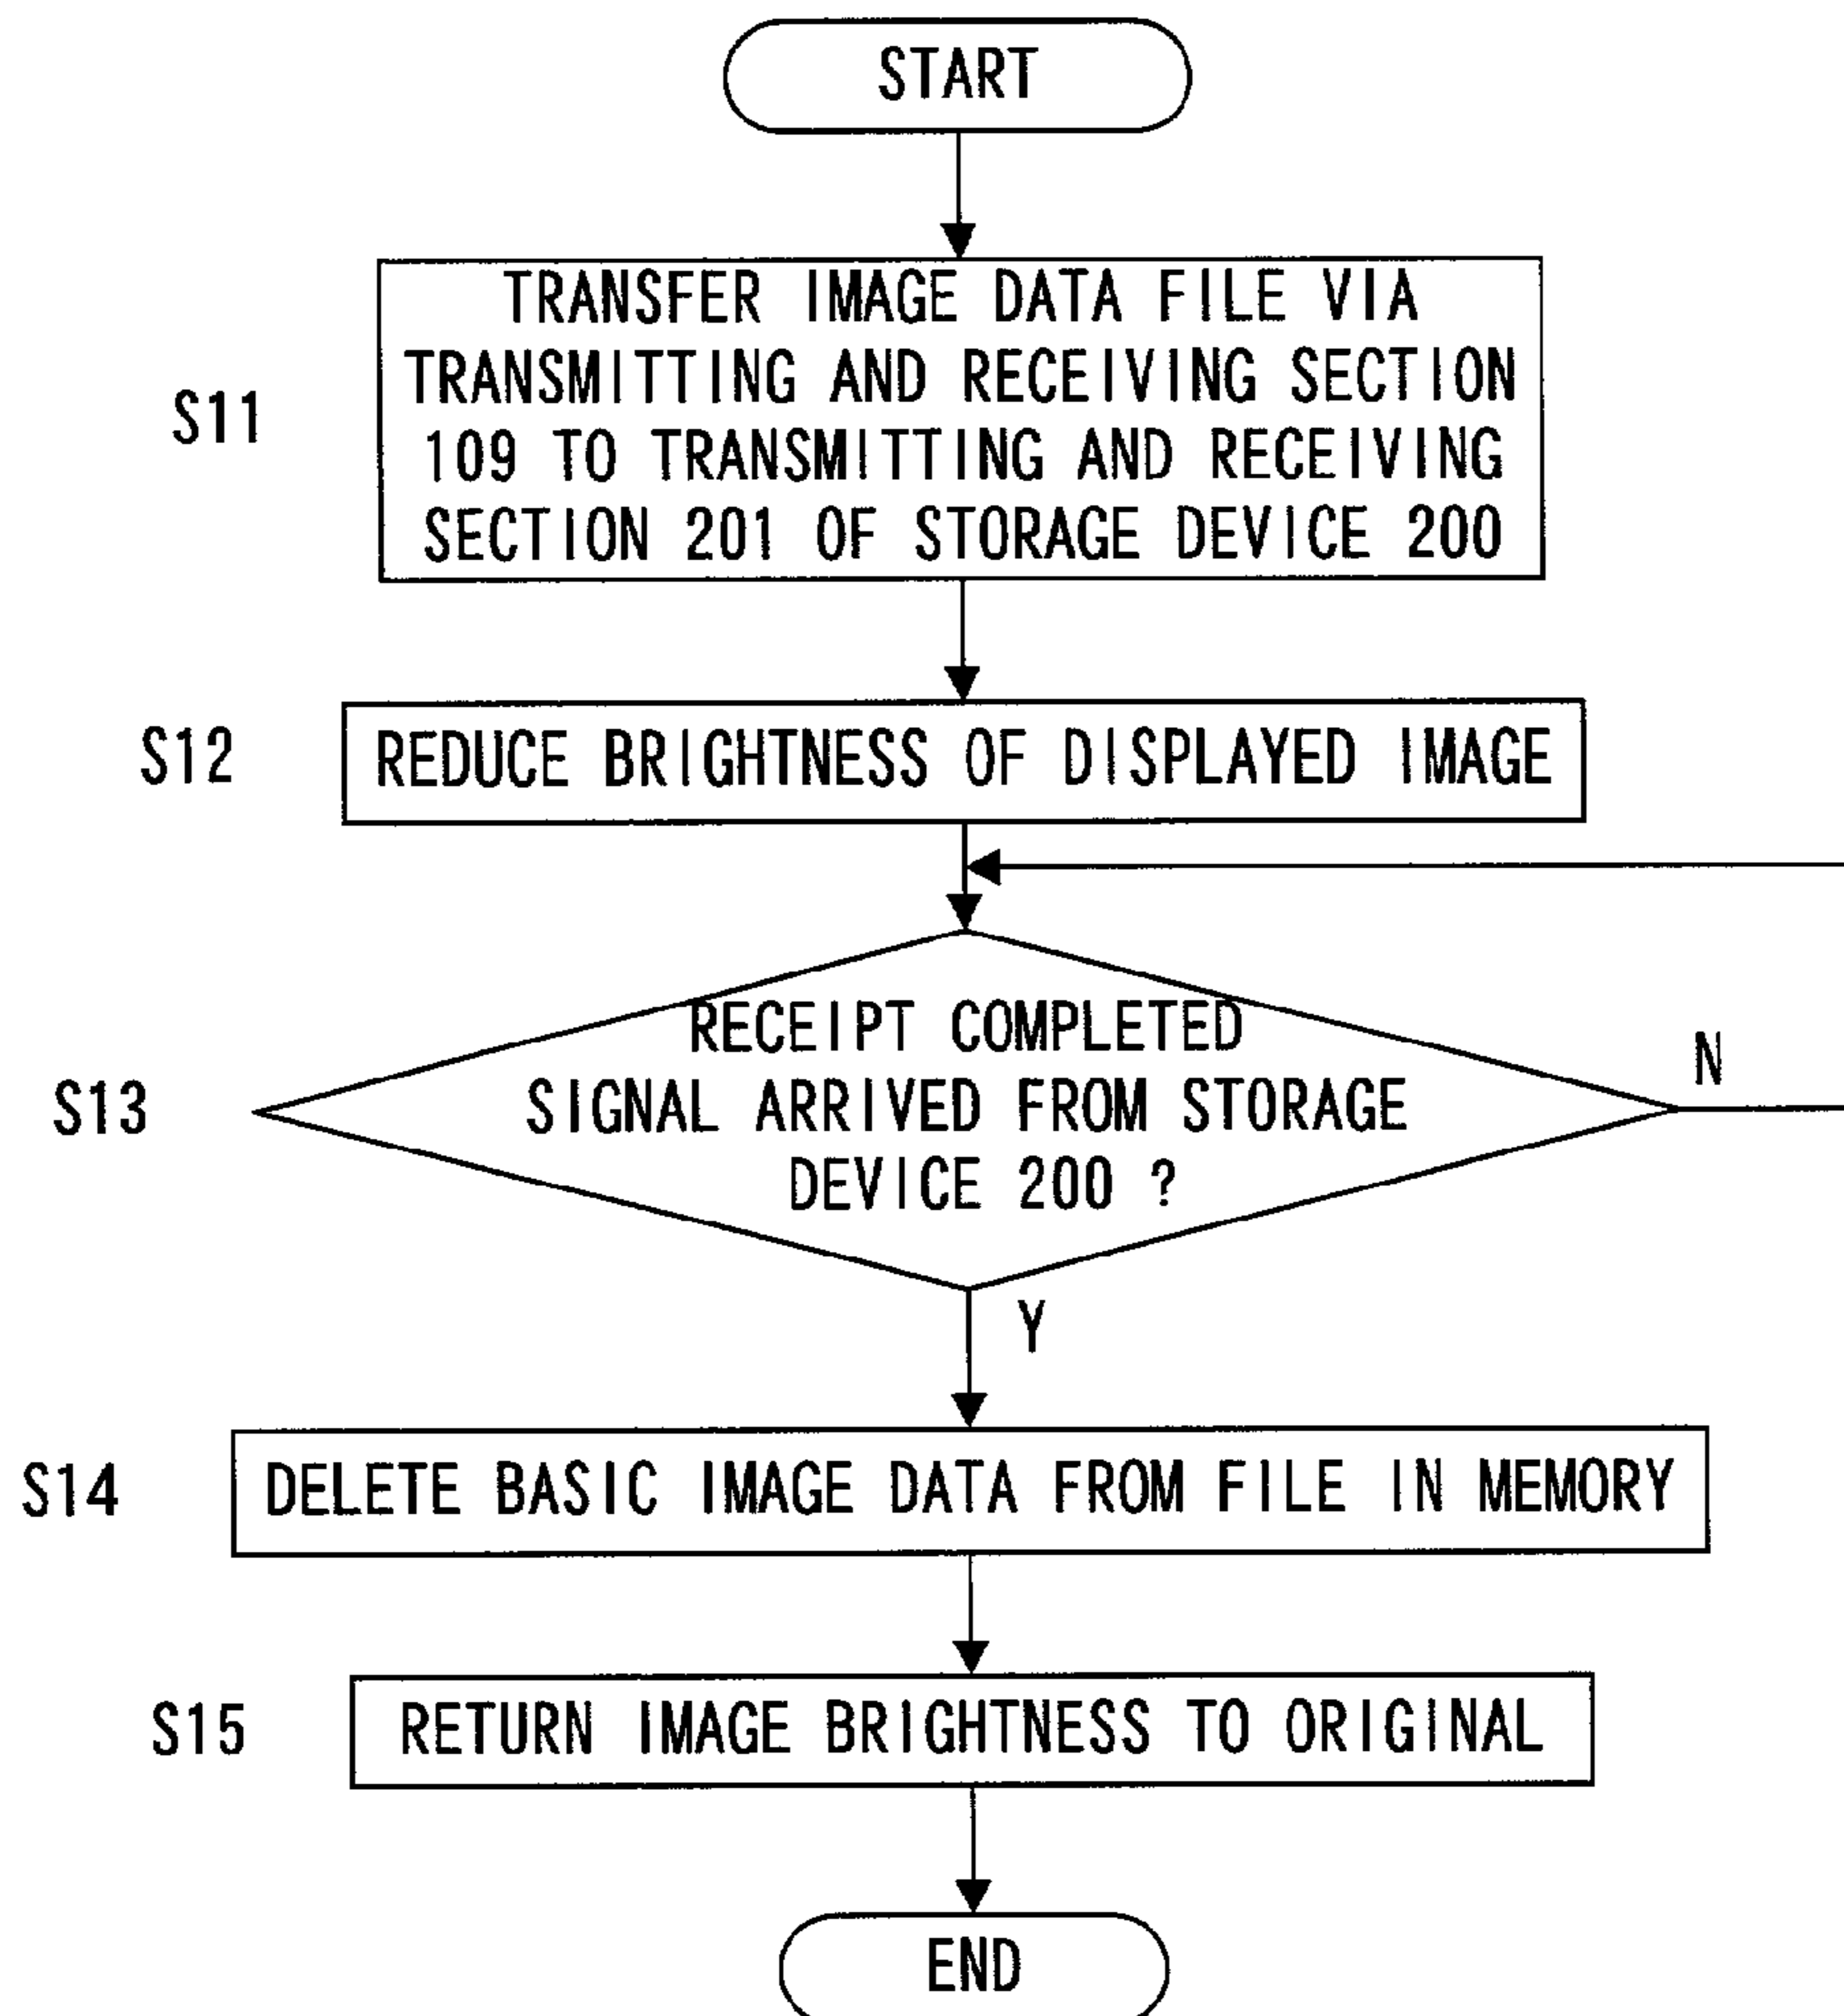 START
S11
TRANSFER IMAGE DATA FILE VIA
TRANSMITTING AND RECEIVING SECTION
109 TO TRANSMITTING AND RECEIVING
SECTION 201 OF STORAGE DEVICE 200
S12
REDUCE BRIGHTNESS OF DISPLAYED IMAGE
S13
RECEIPT COMPLETED
SIGNAL ARRIVED FROM STORAGE
DEVICE 200 ?
N
Y
S14
DELETE BASIC IMAGE DATA FROM FILE IN MEMORY
S15
RETURN IMAGE BRIGHTNESS TO ORIGINAL
END